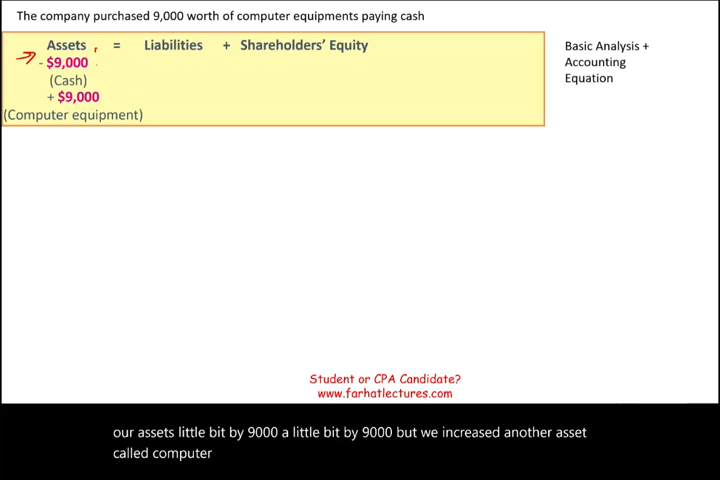 The company purchased 9,000 worth of computer equipments paying cash
Assets = Liabilities + Shareholders' Equity
- $9,000
(Cash)
+ $9,000
(Computer equipment)
Basic Analysis +
Accounting
Equation
Student or CPA Candidate?
www.farhatlectures.com
our assets little bit by 9000 a little bit by 9000 but we increased another asset
called computer